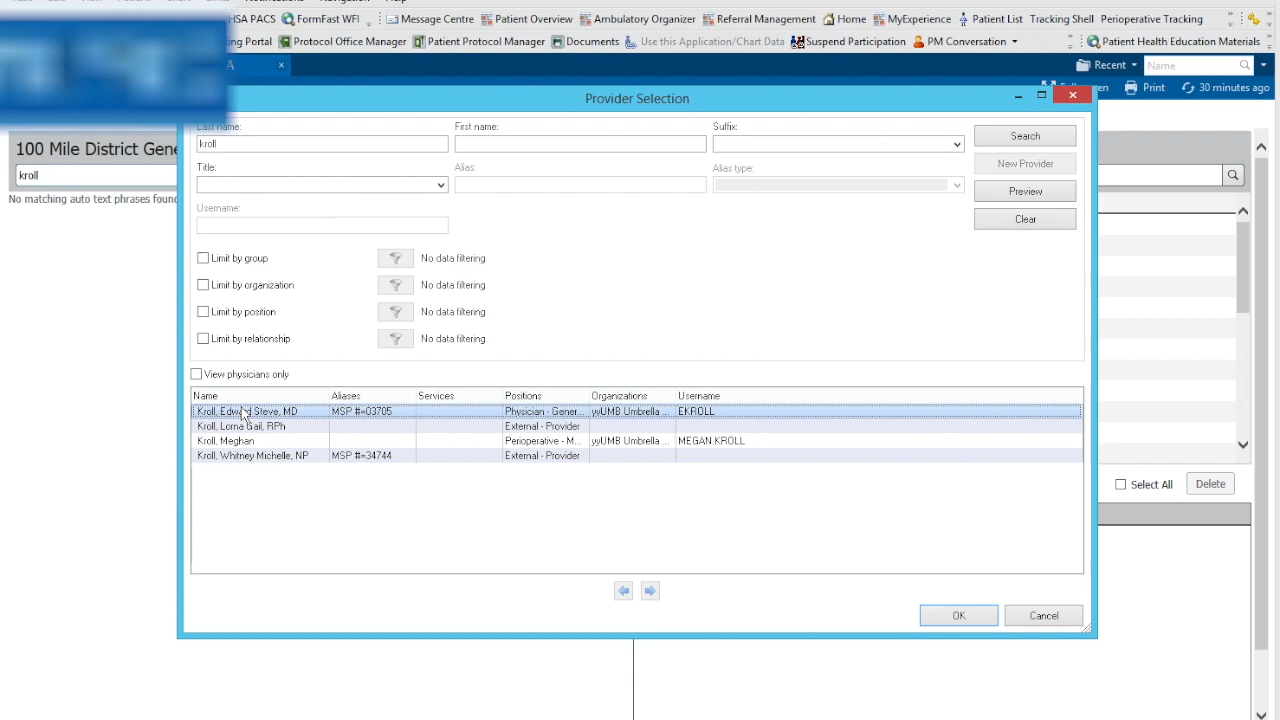 HSA PACS FormFast WFI Message Centre Patient Overview Ambulatory Organizer Referral Management Home MyExperience Patient List Tracking Shell Perioperative Tracking
Portal Protocol Office Manager Patient Protocol Manager Documents Use this Application/Chart Data Suspend Participation PM Conversation Patient Health Education Materials
A × Recent Name
Print 30 minutes ago
Provider Selection
100 Mile District Gene
kroll
No matching auto text phrases found
Last name: First name: Suffix:
kroll Search
Title: Alias: Alias type: New Provider
Preview
Username: Clear
Limit by group No data filtering
Limit by organization No data filtering
Limit by position No data filtering
Limit by relationship No data filtering
View physicians only
Name Aliases Services Positions Organizations Username
Kroll, Edward Steve, MD MSP #=03705 Physician - Gener... yyUMB Umbrella ... EKROLL
Kroll, Lorna Gail, RPh External - Provider
Kroll, Meghan Perioperative - M... yyUMB Umbrella ... MEGAN.KROLL
Kroll, Whitney Michelle, NP MSP #=34744 External - Provider
Select All Delete
OK Cancel